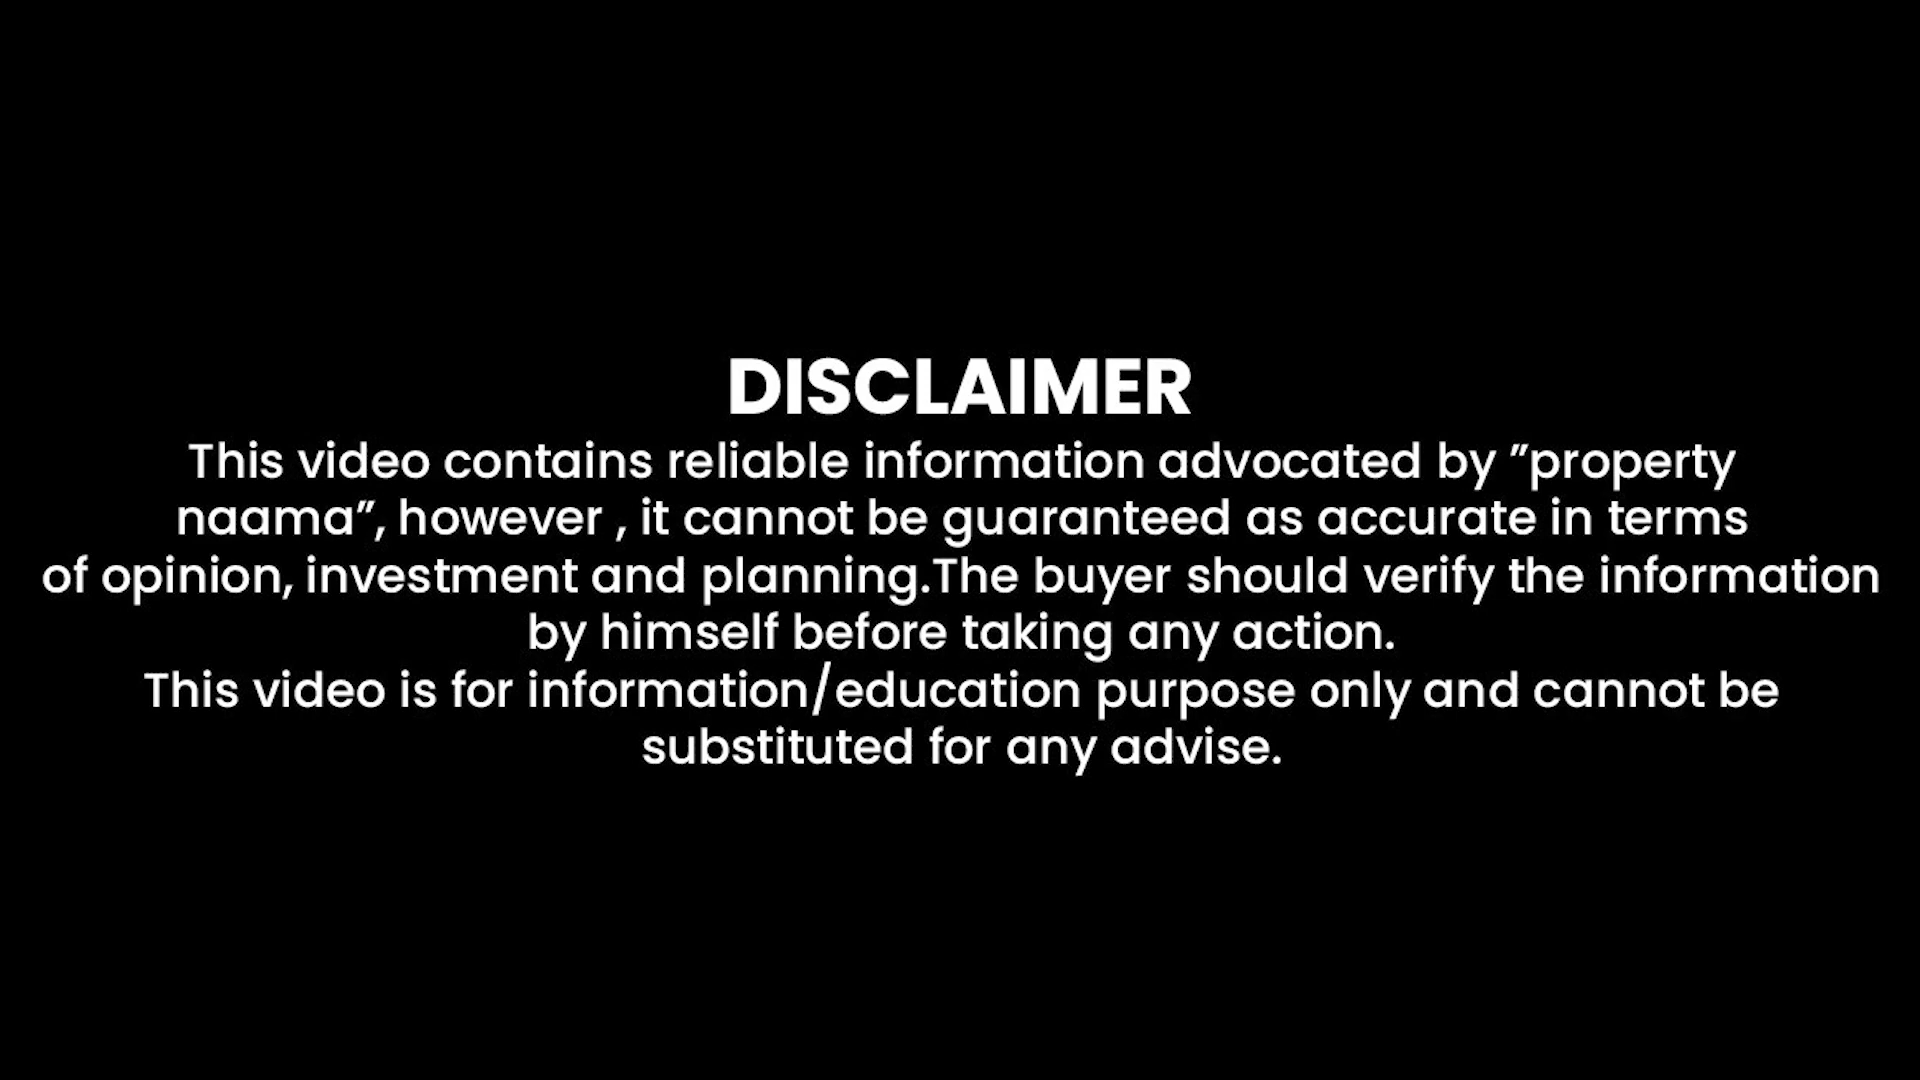 DISCLAIMER
This video contains reliable information advocated by ”property
naama”, however , it cannot be guaranteed as accurate in terms
of opinion, investment and planning.The buyer should verify the information
by himself before taking any action.
This video is for information/education purpose only and cannot be
substituted for any advise.